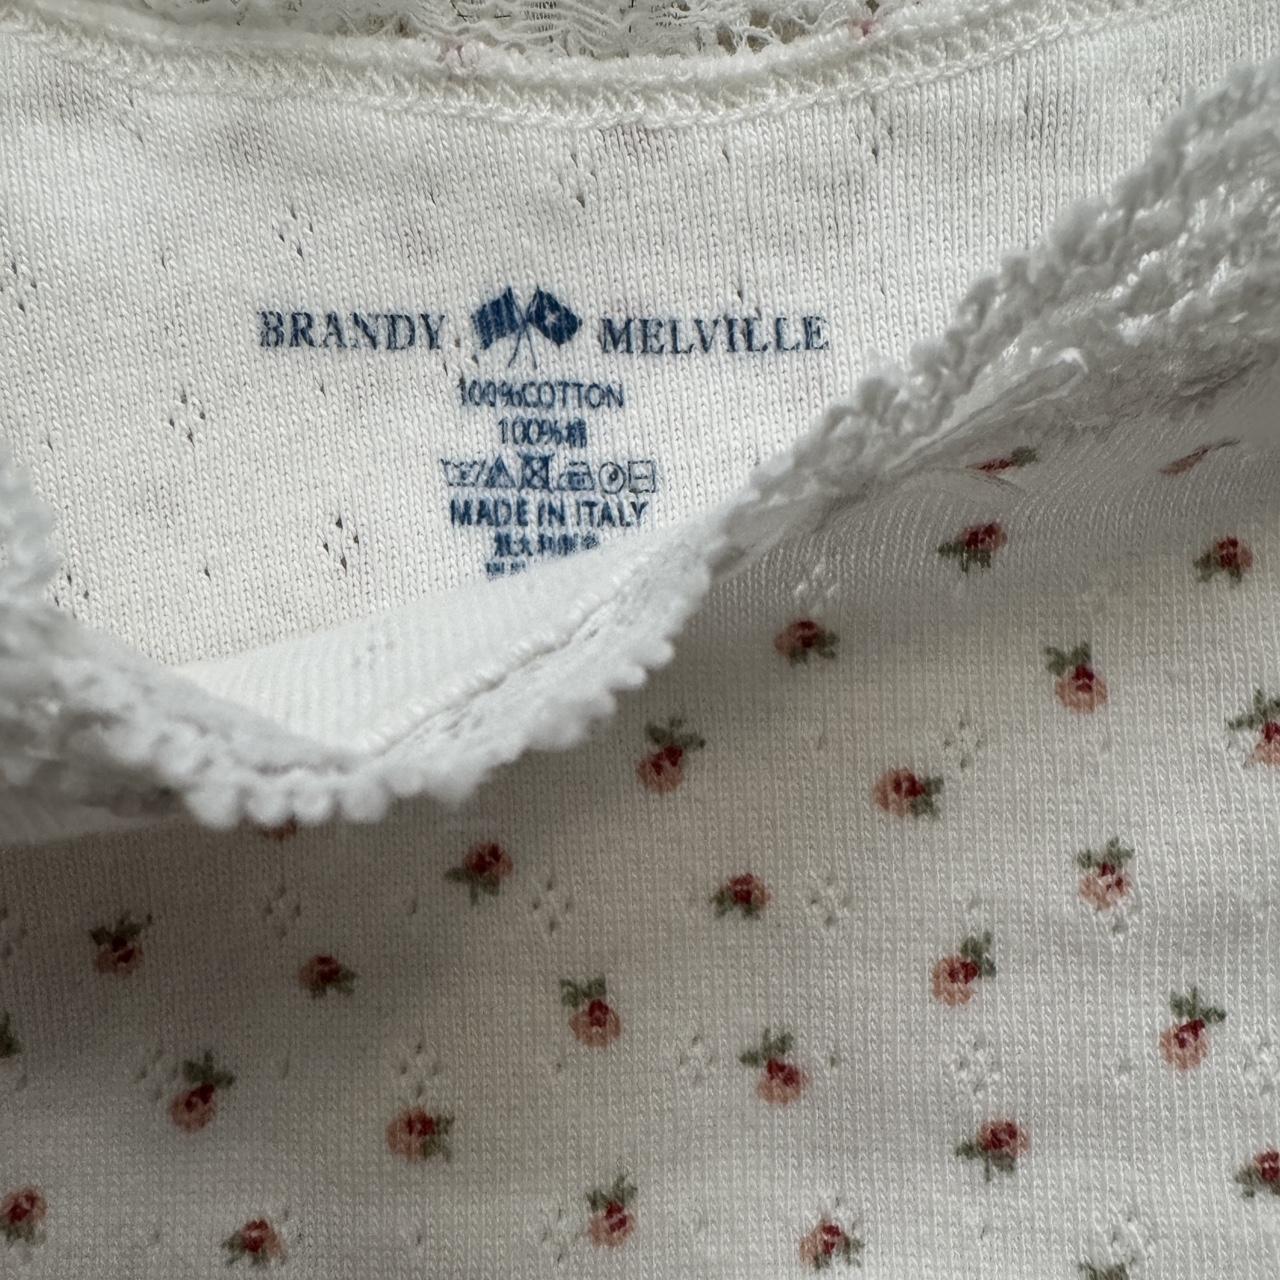 BRANDY MELVILLE
100%COTTON
100%棉
MADE IN ITALY